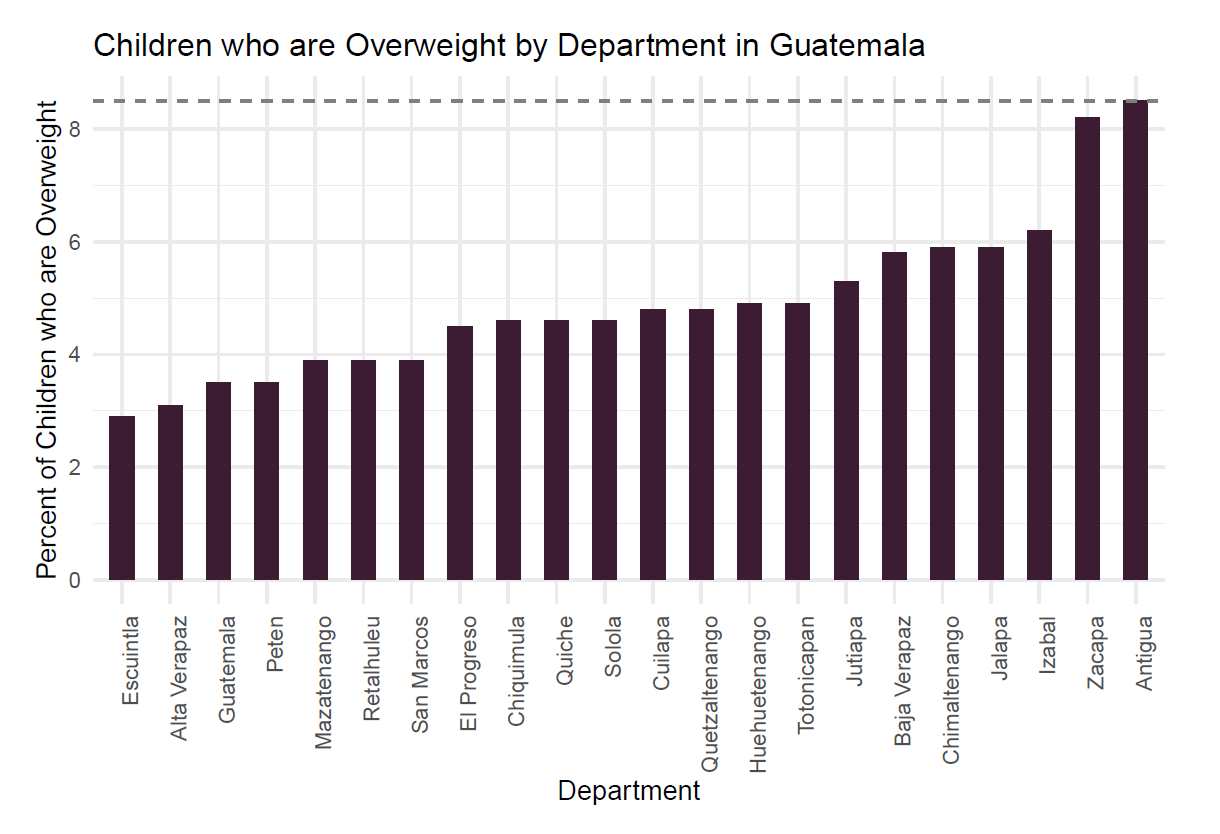 Children who are Overweight by Department in Guatemala
Percent of Children who are Overweight
8
6
4
2
0
Escuintla
Alta Verapaz
Guatemala
Peten
Mazatenango
Retalhuleu
San Marcos
El Progreso
Chiquimula
Quiche
Solola
Cuilapa
Quetzaltenango
Huehuetenango
Totonicapan
Jutiapa
Baja Verapaz
Chimaltenango
Jalapa
Izabal
Zacapa
Antigua
Department